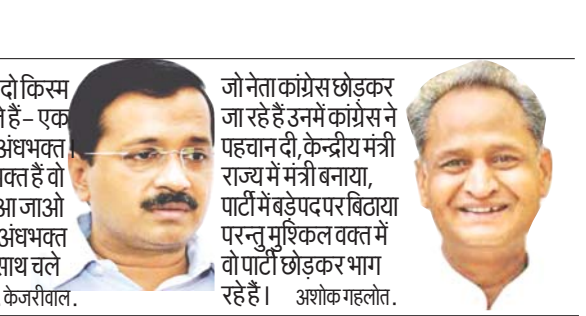 दो किस्म
हैं – एक
अंधभक्त ।
क्त हैं वो
आ जाओ
अंधभक्त
साथ चले
केजरीवाल.
जो नेता कांग्रेस छोड़कर
जा रहे हैं उनमें कांग्रेस ने
पहचान दी, केन्द्रीय मंत्री
राज्य में मंत्री बनाया,
पार्टी में बड़े पद पर बिठाया
परन्तु मुश्किल वक्त में
वो पार्टी छोड़कर भाग
रहे हैं । अशोक गहलोत.